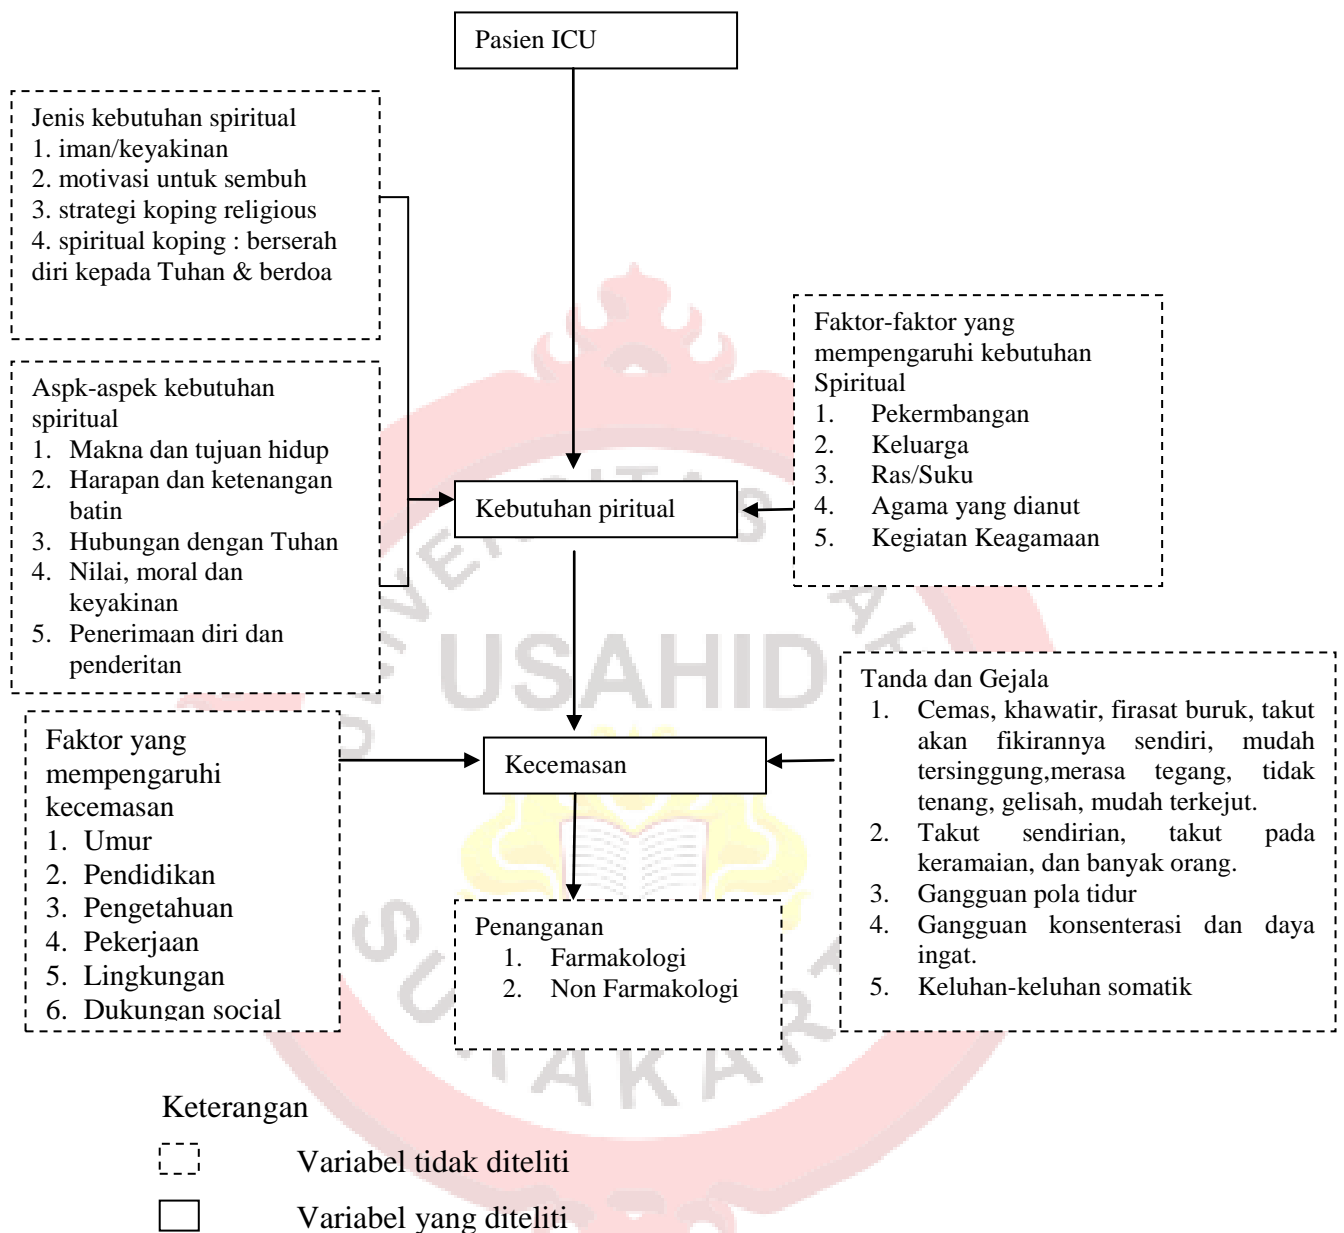 Pasien ICU
Jenis kebutuhan spiritual
1. iman/keyakinan
2. motivasi untuk sembuh
3. strategi koping religious
4. spiritual koping : berserah
diri kepada Tuhan & berdoa
Faktor-faktor yang
mempengaruhi kebutuhan
Spiritual
1. Pekermbangan
2. Keluarga
3. Ras/Suku
4. Agama yang dianut
5. Kegiatan Keagamaan
Aspk-aspek kebutuhan
spiritual
1. Makna dan tujuan hidup
2. Harapan dan ketenangan
batin
3. Hubungan dengan Tuhan
4. Nilai, moral dan
keyakinan
5. Penerimaan diri dan
penderitan
Kebutuhan piritual
Faktor yang
mempengaruhi
kecemasan
1. Umur
2. Pendidikan
3. Pengetahuan
4. Pekerjaan
5. Lingkungan
6. Dukungan social
Kecemasan
Tanda dan Gejala
1. Cemas, khawatir, firasat buruk, takut
akan fikirannya sendiri, mudah
tersinggung,merasa tegang, tidak
tenang, gelisah, mudah terkejut.
2. Takut sendirian, takut pada
keramaian, dan banyak orang.
3. Gangguan pola tidur
4. Gangguan konsenterasi dan daya
ingat.
5. Keluhan-keluhan somatik
Penanganan
1. Farmakologi
2. Non Farmakologi
Keterangan
Variabel tidak diteliti
Variabel yang diteliti
USAHID